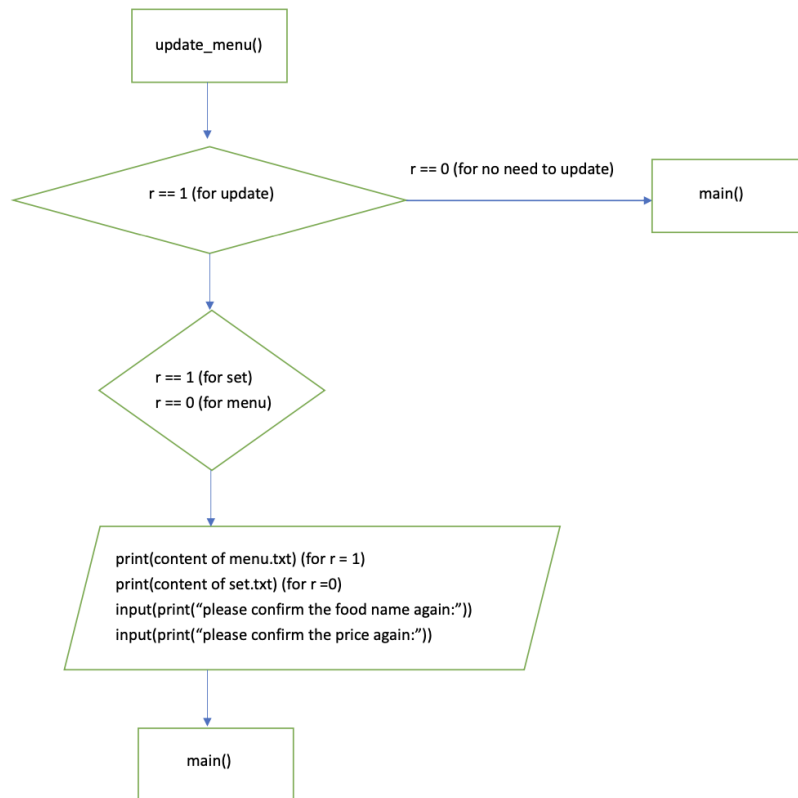 update_menu()
r == 1 (for update)
r == 0 (for no need to update)
main()
r == 1 (for set)
r == 0 (for menu)
print(content of menu.txt) (for r = 1)
print(content of set.txt) (for r =0)
input(print(“please confirm the food name again:”))
input(print(“please confirm the price again:”))
main()